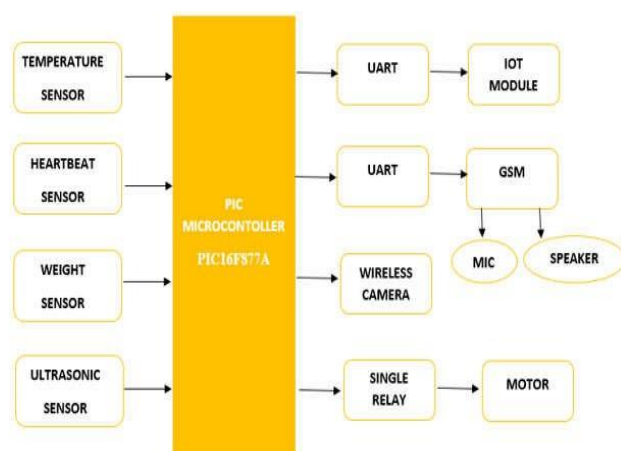 TEMPERATURE
SENSOR
HEARTBEAT
SENSOR
WEIGHT
SENSOR
ULTRASONIC
SENSOR
PIC
MICROCONTOLLER
PIC16F877A
UART
IOT
MODULE
UART
GSM
MIC
SPEAKER
WIRELESS
CAMERA
SINGLE
RELAY
MOTOR